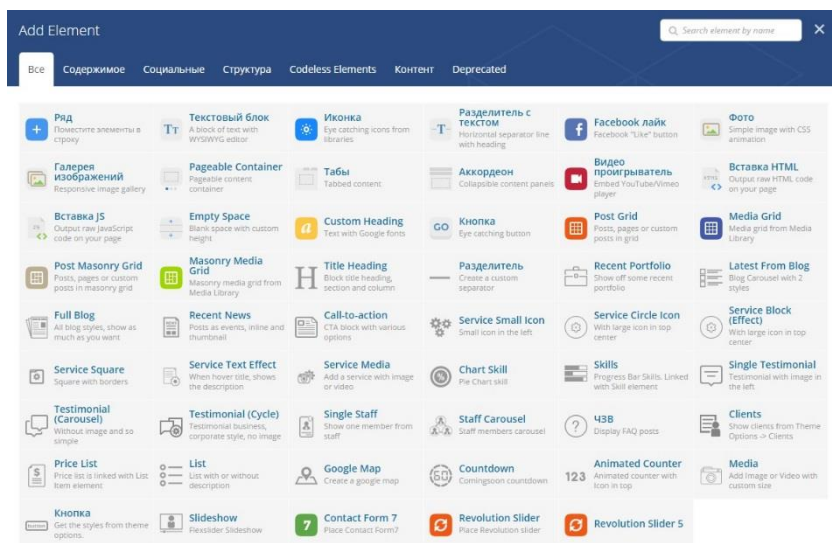 Add Element
Search element by name
Все Содержимое Социальные Структура Codeless Elements Контент Deprecated
Ряд
Поместите элементы в строку
Текстовый блок
A block of text with WYSIWYG editor
Иконка
Eye catching icons from libraries
Разделитель с текстом
Horizontal separator line with heading
Facebook лайк
Facebook "Like" button
Фото
Simple image with CSS animation
Галерея изображений
Responsive image gallery
Pageable Container
Pageable content container
Табы
Tabbed content
Аккордеон
Collapsible content panels
Видео проигрыватель
Embed YouTube/Vimeo player
Вставка HTML
Output raw HTML code on your page
Вставка JS
Output raw JavaScript code on your page
Empty Space
Blank space with custom height
Custom Heading
Text with Google fonts
GO
Кнопка
Eye catching button
Post Grid
Posts, pages or custom posts in grid
Media Grid
Media grid from Media Library
Post Masonry Grid
Posts, pages or custom posts in masonry grid
Masonry Media Grid
Masonry media grid from Media Library
Title Heading
Block title heading, section and column
Разделитель
Create a custom separator
Recent Portfolio
Show off some recent portfolio
Latest From Blog
Blog Carousel with 2 styles
Full Blog
All blog styles, show as much as you want
Recent News
Posts as events, inline and thumbnail
Call-to-action
CTA block with various options
Service Small Icon
Small icon in the left
Service Circle Icon
With large icon in top center
Service Block (Effect)
With large icon in top center
Service Square
Square with borders
Service Text Effect
When hover title, shows the description
Service Media
Add a service with image or video
Chart Skill
Pie Chart skill
Skills
Progress Bar Skills. Linked with Skill element
Single Testimonial
Testimonial with image in the left
Testimonial (Carousel)
Without image and so simple
Testimonial (Cycle)
Testimonial business, corporate style, no image
Single Staff
Show one member from staff
Staff Carousel
Staff members carousel
ЧЗВ
Display FAQ posts
Clients
Show clients from Theme Options -> Clients
Price List
Price list is linked with List Item element
List
List with or without description
Google Map
Create a google map
60
Countdown
Comingsoon countdown
123
Animated Counter
Animated counter with icon in top
Media
Add Image or Video with custom size
Кнопка
Get the styles from theme options.
Slideshow
Flexslider Slideshow
7
Contact Form 7
Place Contact Form7
Revolution Slider
Place Revolution slider
Revolution Slider 5